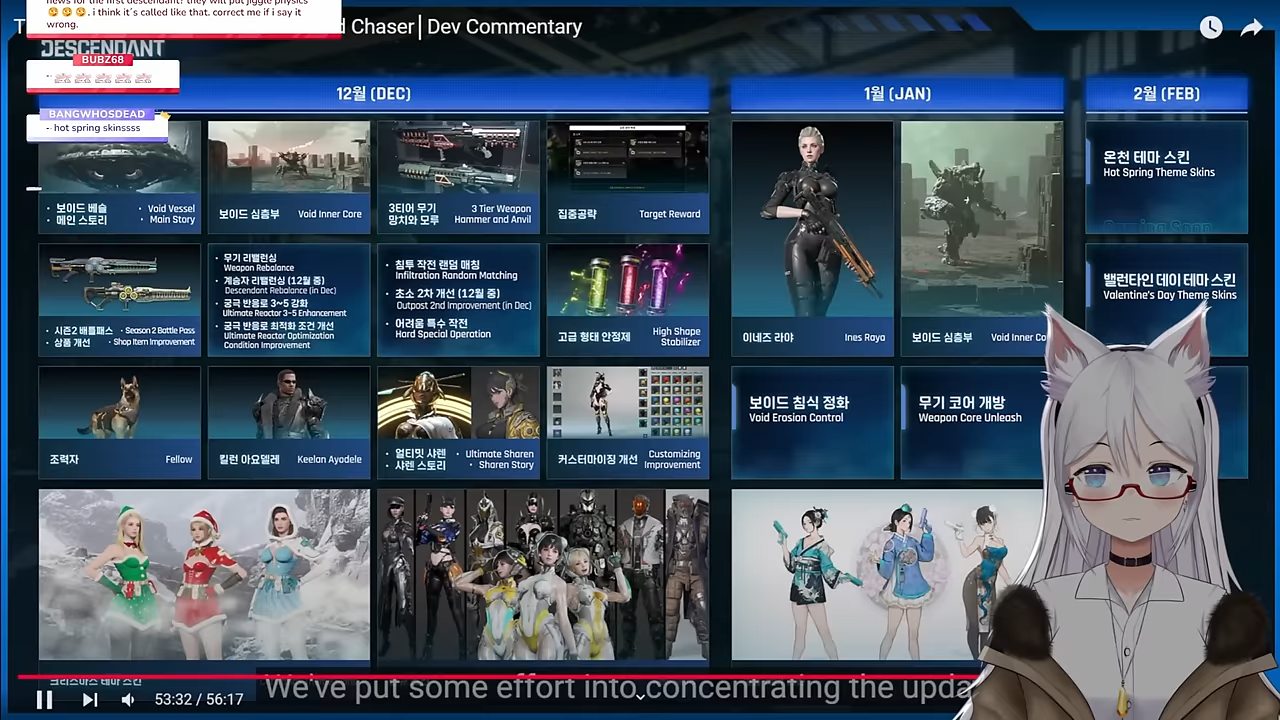 news for the first descendant? they will put jiggle physics
. i think it´s called like that. correct me if i say it
wrong.
d Chaser | Dev Commentary
DESCENDANT
BUBZ68
BANGWHOSDEAD
hot spring skinssss
12월 (DEC)
1월 (JAN)
2월 (FEB)
• 보이드 베슬
• 메인 스토리
• Void Vessel
• Main Story
보이드 심층부
Void Inner Core
3티어 무기
망치와 모루
3 Tier Weapon
Hammer and Anvil
집중공략
Target Reward
온천 테마 스킨
Hot Spring Theme Skins
Coming Soon
• 시즌2 배틀패스
• 상품 개선
• Season 2 Battle Pass
• Shop Item Improvement
• 무기 리밸런싱
Weapon Rebalance
• 계승자 리밸런싱 (12월 중)
Descendant Rebalance (in Dec)
• 궁극 반응로 3~5 강화
Ultimate Reactor 3-5 Enhancement
• 궁극 반응로 최적화 조건 개선
Ultimate Reactor Optimization
Condition Improvement
• 침투 작전 랜덤 매칭
Infiltration Random Matching
• 초소 2차 개선 (12월 중)
Outpost 2nd Improvement (in Dec)
• 어려움 특수 작전
Hard Special Operation
고급 형태 안정제
High Shape
Stabilizer
이네즈 라야
Ines Raya
보이드 심층부
Void Inner Co
밸런타인 데이 테마 스킨
Valentine's Day Theme Skins
조력자
Fellow
킬런 아요델레
Keelan Ayodele
• 얼티밋 샤렌
• 샤렌 스토리
• Ultimate Sharen
• Sharen Story
커스터마이징 개선
Customizing
Improvement
보이드 침식 정화
Void Erosion Control
무기 코어 개방
Weapon Core Unleash
크리스마스 테마 스킨
We've put some effort into concentrating the upda
53:32 / 56:17